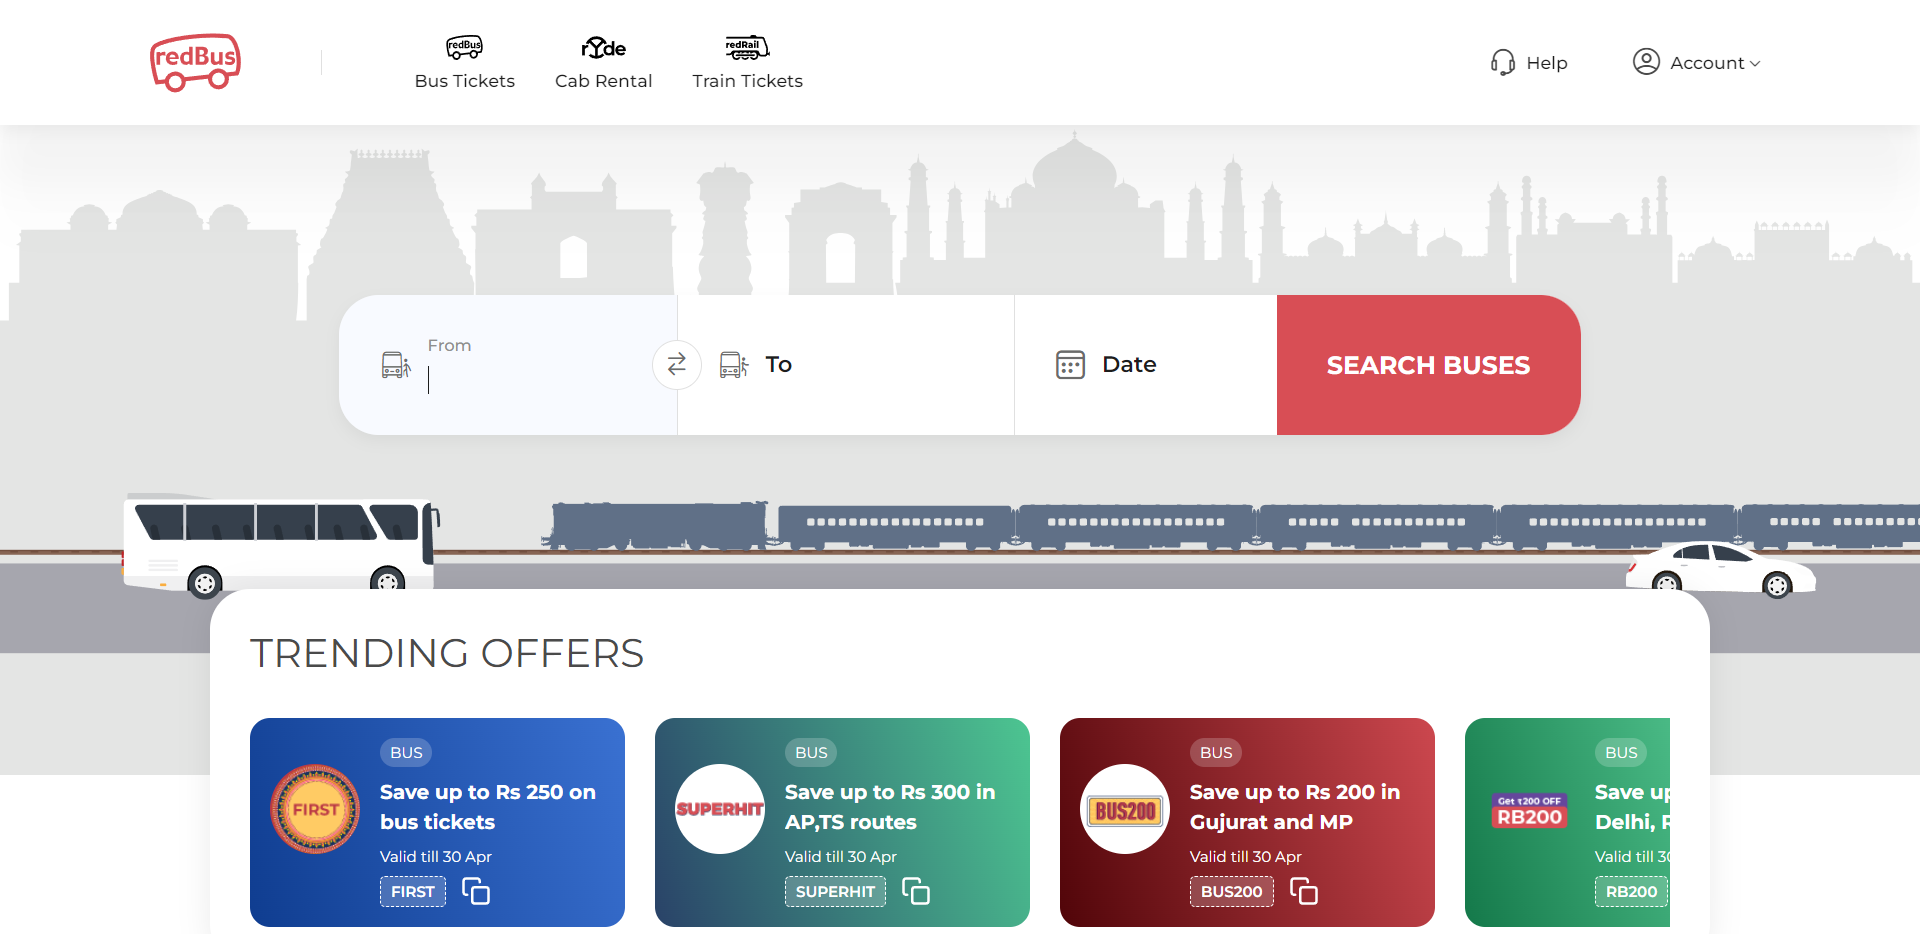 redBus
redBus
rYde
redRail
Bus Tickets
Cab Rental
Train Tickets
Help
Account
From
To
Date
SEARCH BUSES
TRENDING OFFERS
BUS
FIRST
Save up to Rs 250 on
bus tickets
Valid till 30 Apr
FIRST
BUS
SUPERHIT
Save up to Rs 300 in
AP,TS routes
Valid till 30 Apr
SUPERHIT
BUS
BUS200
Save up to Rs 200 in
Gujurat and MP
Valid till 30 Apr
BUS200
BUS
Get ₹200 OFF
RB200
Save up
Delhi,
Valid till 30
RB200